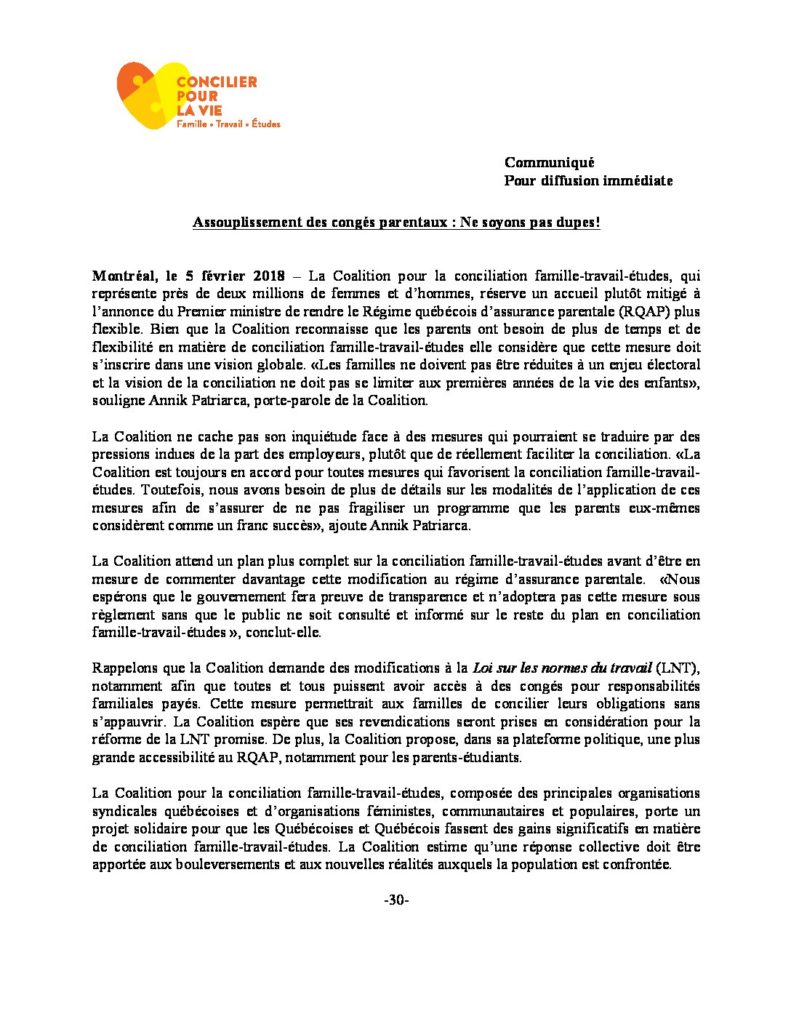 CONCILIER
POUR
LA VIE
Famille • Travail • Études
Communiqué
Pour diffusion immédiate
Assouplissement des congés parentaux : Ne soyons pas dupes!
Montréal, le 5 février 2018 – La Coalition pour la conciliation famille-travail-études, qui
représente près de deux millions de femmes et d’hommes, réserve un accueil plutôt mitigé à
l’annonce du Premier ministre de rendre le Régime québécois d’assurance parentale (RQAP) plus
flexible. Bien que la Coalition reconnaisse que les parents ont besoin de plus de temps et de
flexibilité en matière de conciliation famille-travail-études elle considère que cette mesure doit
s’inscrire dans une vision globale. «Les familles ne doivent pas être réduites à un enjeu électoral
et la vision de la conciliation ne doit pas se limiter aux premières années de la vie des enfants»,
souligne Annik Patriarca, porte-parole de la Coalition.
La Coalition ne cache pas son inquiétude face à des mesures qui pourraient se traduire par des
pressions indues de la part des employeurs, plutôt que de réellement faciliter la conciliation. «La
Coalition est toujours en accord pour toutes mesures qui favorisent la conciliation famille-travail-
études. Toutefois, nous avons besoin de plus de détails sur les modalités de l’application de ces
mesures afin de s’assurer de ne pas fragiliser un programme que les parents eux-mêmes
considèrent comme un franc succès», ajoute Annik Patriarca.
La Coalition attend un plan plus complet sur la conciliation famille-travail-études avant d’être en
mesure de commenter davantage cette modification au régime d’assurance parentale. «Nous
espérons que le gouvernement fera preuve de transparence et n’adoptera pas cette mesure sous
règlement sans que le public ne soit consulté et informé sur le reste du plan en conciliation
famille-travail-études », conclut-elle.
Rappelons que la Coalition demande des modifications à la Loi sur les normes du travail (LNT),
notamment afin que toutes et tous puissent avoir accès à des congés pour responsabilités
familiales payés. Cette mesure permettrait aux familles de concilier leurs obligations sans
s’appauvrir. La Coalition espère que ses revendications seront prises en considération pour la
réforme de la LNT promise. De plus, la Coalition propose, dans sa plateforme politique, une plus
grande accessibilité au RQAP, notamment pour les parents-étudiants.
La Coalition pour la conciliation famille-travail-études, composée des principales organisations
syndicales québécoises et d’organisations féministes, communautaires et populaires, porte un
projet solidaire pour que les Québécoises et Québécois fassent des gains significatifs en matière
de conciliation famille-travail-études. La Coalition estime qu’une réponse collective doit être
apportée aux bouleversements et aux nouvelles réalités auxquels la population est confrontée.
-30-